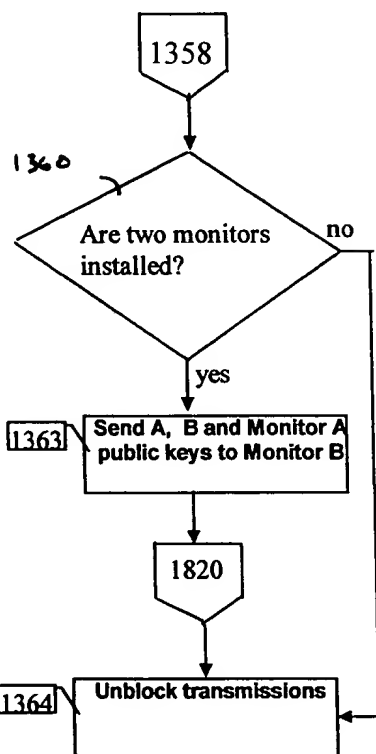 1358
1360
Are two monitors
installed?
no
yes
1363
Send A, B and Monitor A
public keys to Monitor B
1820
1364
Unblock transmissions